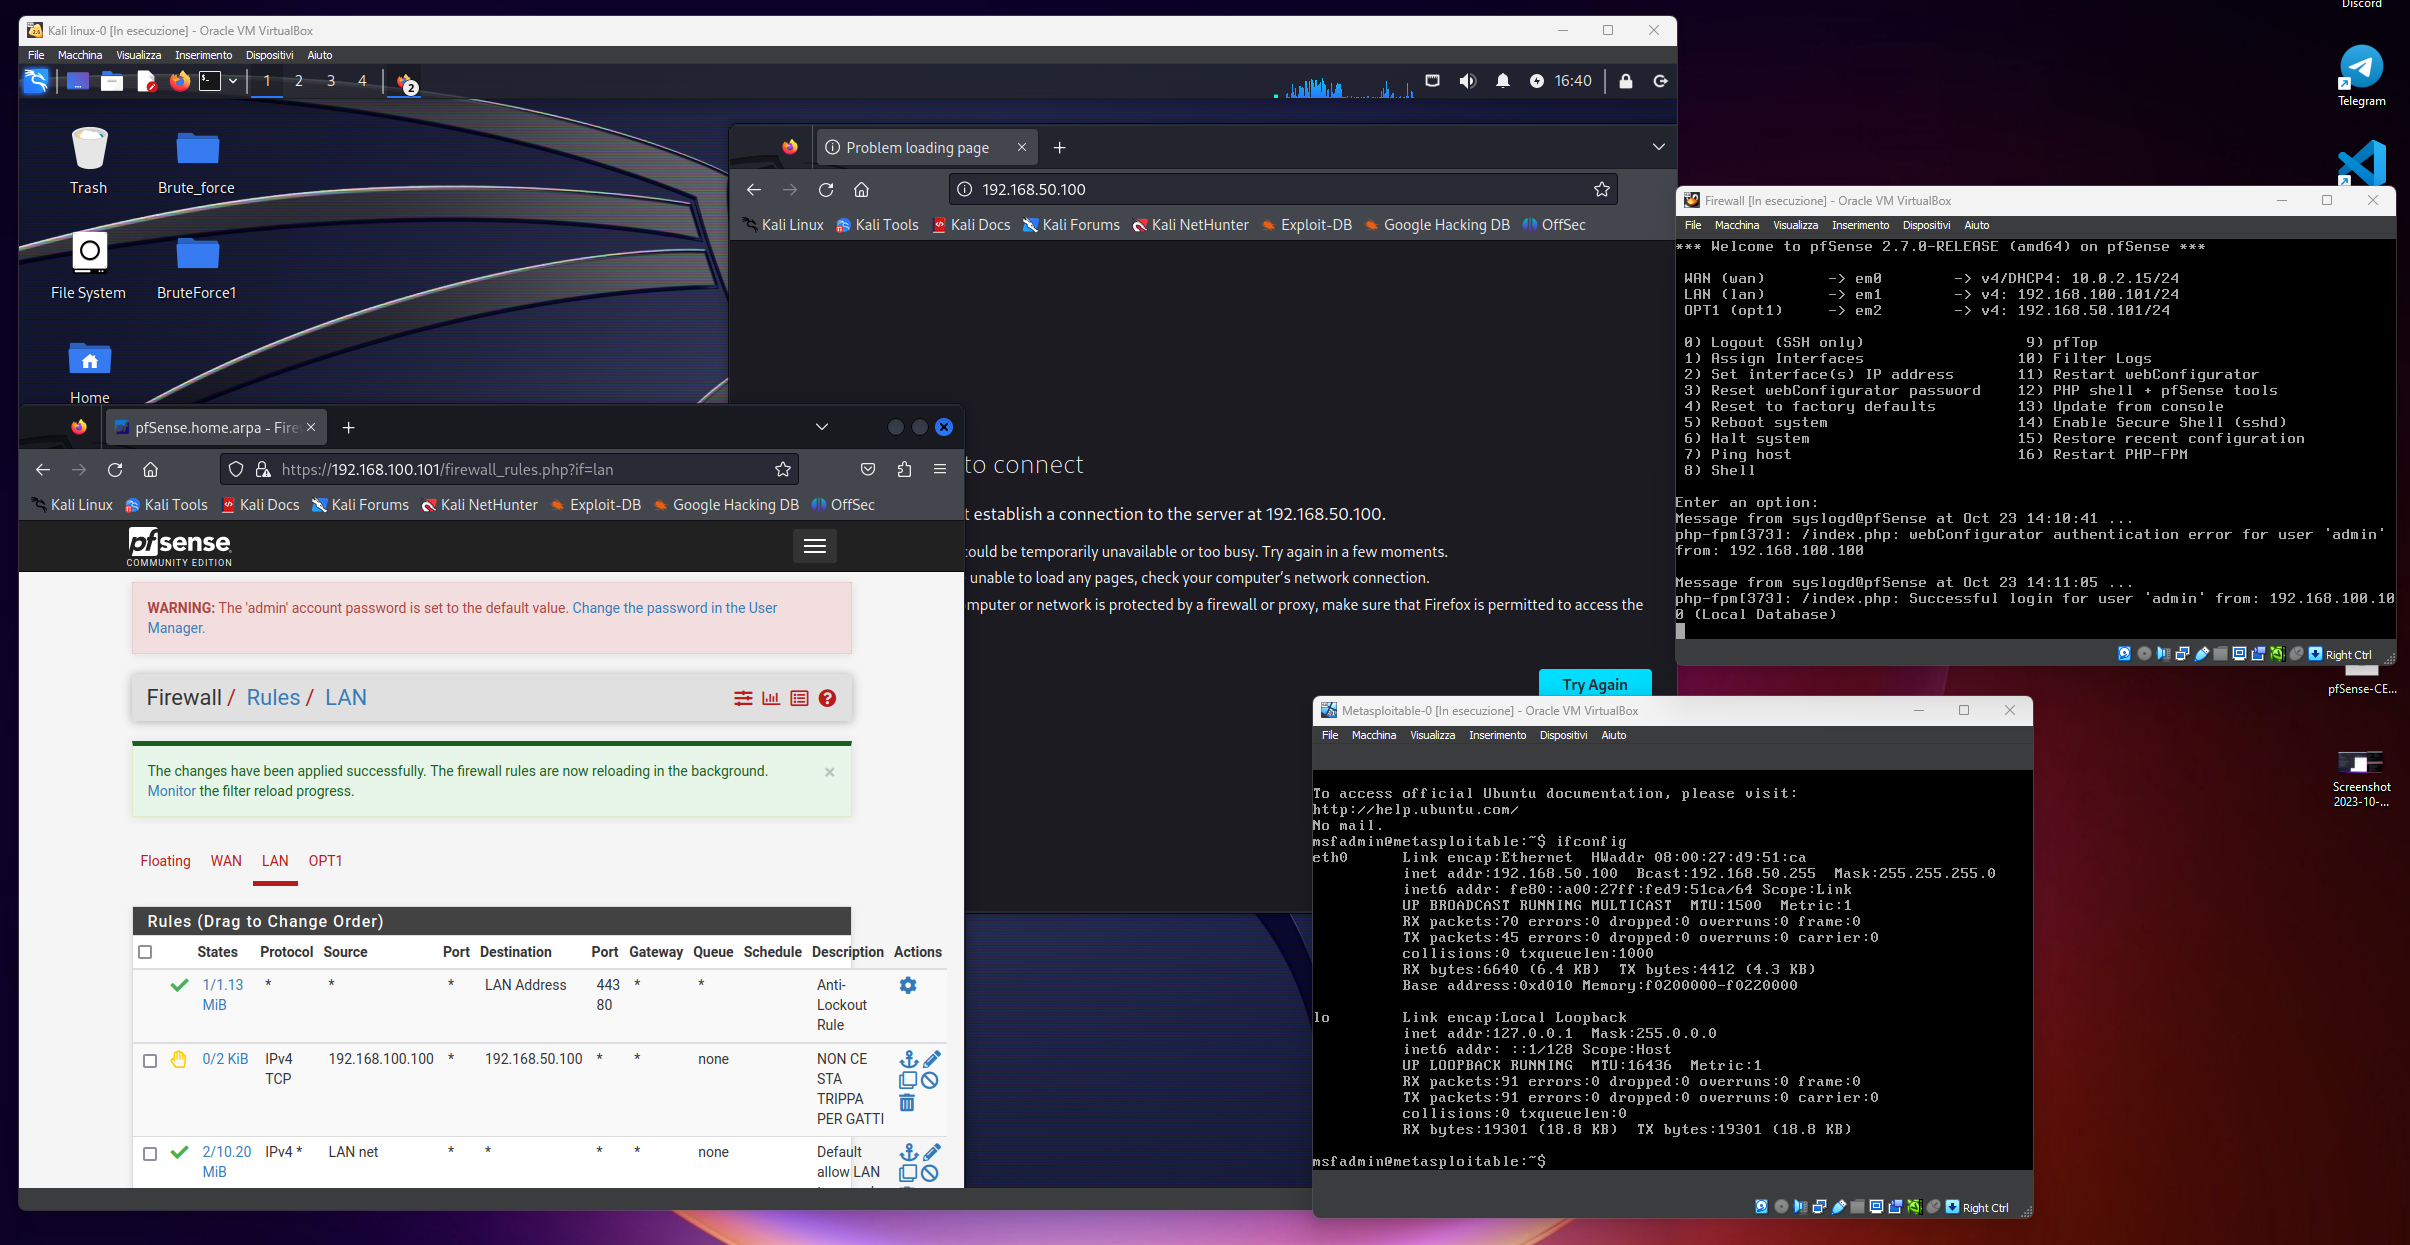 Kali linux-0 [In esecuzione] - Oracle VM VirtualBox
File Macchina Visualizza Inserimento Dispositivi Aiuto
1 2 3 4 2
16:40
Trash
Brute_force
File System
BruteForce1
Home
Problem loading page
192.168.50.100
Kali Linux Kali Tools Kali Docs Kali Forums Kali NetHunter Exploit-DB Google Hacking DB OffSec
to connect
t establish a connection to the server at 192.168.50.100.
ould be temporarily unavailable or too busy. Try again in a few moments.
unable to load any pages, check your computer's network connection.
mputer or network is protected by a firewall or proxy, make sure that Firefox is permitted to access the
Try Again
pfSense.home.arpa - Fire
https://192.168.100.101/firewall_rules.php?if=lan
Kali Linux Kali Tools Kali Docs Kali Forums Kali NetHunter Exploit-DB Google Hacking DB OffSec
pfsense
COMMUNITY EDITION
WARNING: The 'admin' account password is set to the default value. Change the password in the User
Manager.
Firewall / Rules / LAN
The changes have been applied successfully. The firewall rules are now reloading in the background.
Monitor the filter reload progress.
Floating WAN LAN OPT1
Rules (Drag to Change Order)
States Protocol Source Port Destination Port Gateway Queue Schedule Description Actions
1/1.13 * * * LAN Address 443 * * Anti-
MiB 80 Lockout
Rule
0/2 KiB IPv4 192.168.100.100 * 192.168.50.100 * * none NON CE
TCP STA
TRIPPA
PER GATTI
2/10.20 IPv4 * LAN net * * * * none Default
MiB allow LAN
Discord
Telegram
Firewall [In esecuzione] - Oracle VM VirtualBox
File Macchina Visualizza Inserimento Dispositivi Aiuto
*** Welcome to pfSense 2.7.0-RELEASE (amd64) on pfSense ***
WAN (wan) -> em0 -> v4/DHCP4: 10.0.2.15/24
LAN (lan) -> em1 -> v4: 192.168.100.101/24
OPT1 (opt1) -> em2 -> v4: 192.168.50.101/24
0) Logout (SSH only) 9) pfTop
1) Assign Interfaces 10) Filter Logs
2) Set interface(s) IP address 11) Restart webConfigurator
3) Reset webConfigurator password 12) PHP shell + pfSense tools
4) Reset to factory defaults 13) Update from console
5) Reboot system 14) Enable Secure Shell (sshd)
6) Halt system 15) Restore recent configuration
7) Ping host 16) Restart PHP-FPM
8) Shell
Enter an option:
Message from syslogd@pfSense at Oct 23 14:10:41 ...
php-fpm[373]: /index.php: webConfigurator authentication error for user 'admin'
from: 192.168.100.100
Message from syslogd@pfSense at Oct 23 14:11:05 ...
php-fpm[373]: /index.php: Successful login for user 'admin' from: 192.168.100.10
0 (Local Database)
Right Ctrl
pfSense-CE...
Screenshot
2023-10-...
Metasploitable-0 [In esecuzione] - Oracle VM VirtualBox
File Macchina Visualizza Inserimento Dispositivi Aiuto
To access official Ubuntu documentation, please visit:
http://help.ubuntu.com/
No mail.
msfadmin@metasploitable:~$ ifconfig
eth0 Link encap:Ethernet HWaddr 08:00:27:d9:51:ca
inet addr:192.168.50.100 Bcast:192.168.50.255 Mask:255.255.255.0
inet6 addr: fe80::a00:27ff:fed9:51ca/64 Scope:Link
UP BROADCAST RUNNING MULTICAST MTU:1500 Metric:1
RX packets:70 errors:0 dropped:0 overruns:0 frame:0
TX packets:45 errors:0 dropped:0 overruns:0 carrier:0
collisions:0 txqueuelen:1000
RX bytes:6640 (6.4 KB) TX bytes:4412 (4.3 KB)
Base address:0xd010 Memory:f0200000-f0220000
lo Link encap:Local Loopback
inet addr:127.0.0.1 Mask:255.0.0.0
inet6 addr: ::1/128 Scope:Host
UP LOOPBACK RUNNING MTU:16436 Metric:1
RX packets:91 errors:0 dropped:0 overruns:0 frame:0
TX packets:91 errors:0 dropped:0 overruns:0 carrier:0
collisions:0 txqueuelen:0
RX bytes:19301 (18.8 KB) TX bytes:19301 (18.8 KB)
msfadmin@metasploitable:~$
Right Ctrl